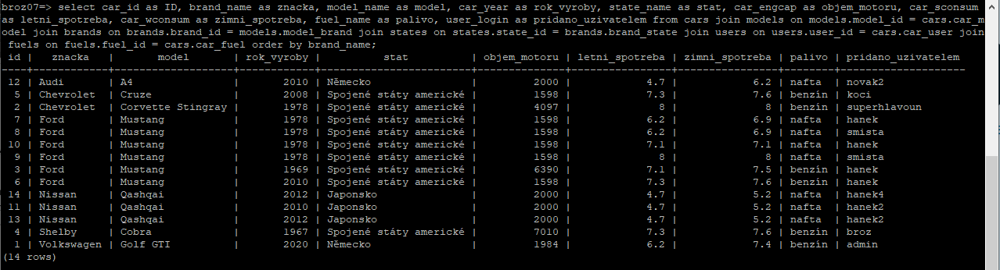 broz07=> select car_id as ID, brand_name as znacka, model_name as model, car_year as rok_vyroby, state_name as stat, car_engcap as objem_motoru, car_sconsum
as letni_spotreba, car_wconsum as zimni_spotreba, fuel_name as palivo, user_login as pridano_uzivatelem from cars join models on models.model_id = cars.car_m
odel join brands on brands.brand_id = models.model_brand join states on states.state_id = brands.brand_state join users on users.user_id = cars.car_user join
fuels on fuels.fuel_id = cars.car_fuel order by brand_name;
 id |   znacka   |       model        | rok_vyroby |         stat          | objem_motoru | letni_spotreba | zimni_spotreba | palivo | pridano_uzivatelem
----+------------+--------------------+------------+-----------------------+--------------+----------------+----------------+--------+--------------------
 12 | Audi       | A4                 |       2010 | Německo               |         2000 |            4.7 |            6.2 | nafta  | novak2
  5 | Chevrolet  | Cruze              |       2008 | Spojené státy americké |         1598 |            7.3 |            7.6 | benzín | koci
  2 | Chevrolet  | Corvette Stingray  |       1978 | Spojené státy americké |         4097 |              8 |              8 | benzín | superhlavoun
  7 | Ford       | Mustang            |       1978 | Spojené státy americké |         1598 |            6.2 |            6.9 | nafta  | hanek
  8 | Ford       | Mustang            |       1978 | Spojené státy americké |         1598 |            6.2 |            6.9 | nafta  | smista
 10 | Ford       | Mustang            |       1978 | Spojené státy americké |         1598 |            7.1 |            7.1 | nafta  | hanek
  9 | Ford       | Mustang            |       1978 | Spojené státy americké |         1598 |              8 |              8 | nafta  | smista
  3 | Ford       | Mustang            |       1969 | Spojené státy americké |         6390 |            7.1 |            7.5 | benzín | hanek
  6 | Ford       | Mustang            |       2010 | Spojené státy americké |         1598 |            7.3 |            7.6 | benzín | hanek
 14 | Nissan     | Qashqai            |       2012 | Japonsko              |         2000 |            4.7 |            5.2 | nafta  | hanek4
 11 | Nissan     | Qashqai            |       2010 | Japonsko              |         2000 |            4.7 |            5.2 | nafta  | hanek2
 13 | Nissan     | Qashqai            |       2012 | Japonsko              |         2000 |            4.7 |            5.2 | nafta  | hanek2
  4 | Shelby     | Cobra              |       1967 | Spojené státy americké |         7010 |            7.3 |            7.6 | benzín | broz
  1 | Volkswagen | Golf GTI           |       2020 | Německo               |         1984 |            6.2 |            7.4 | benzín | admin
(14 rows)